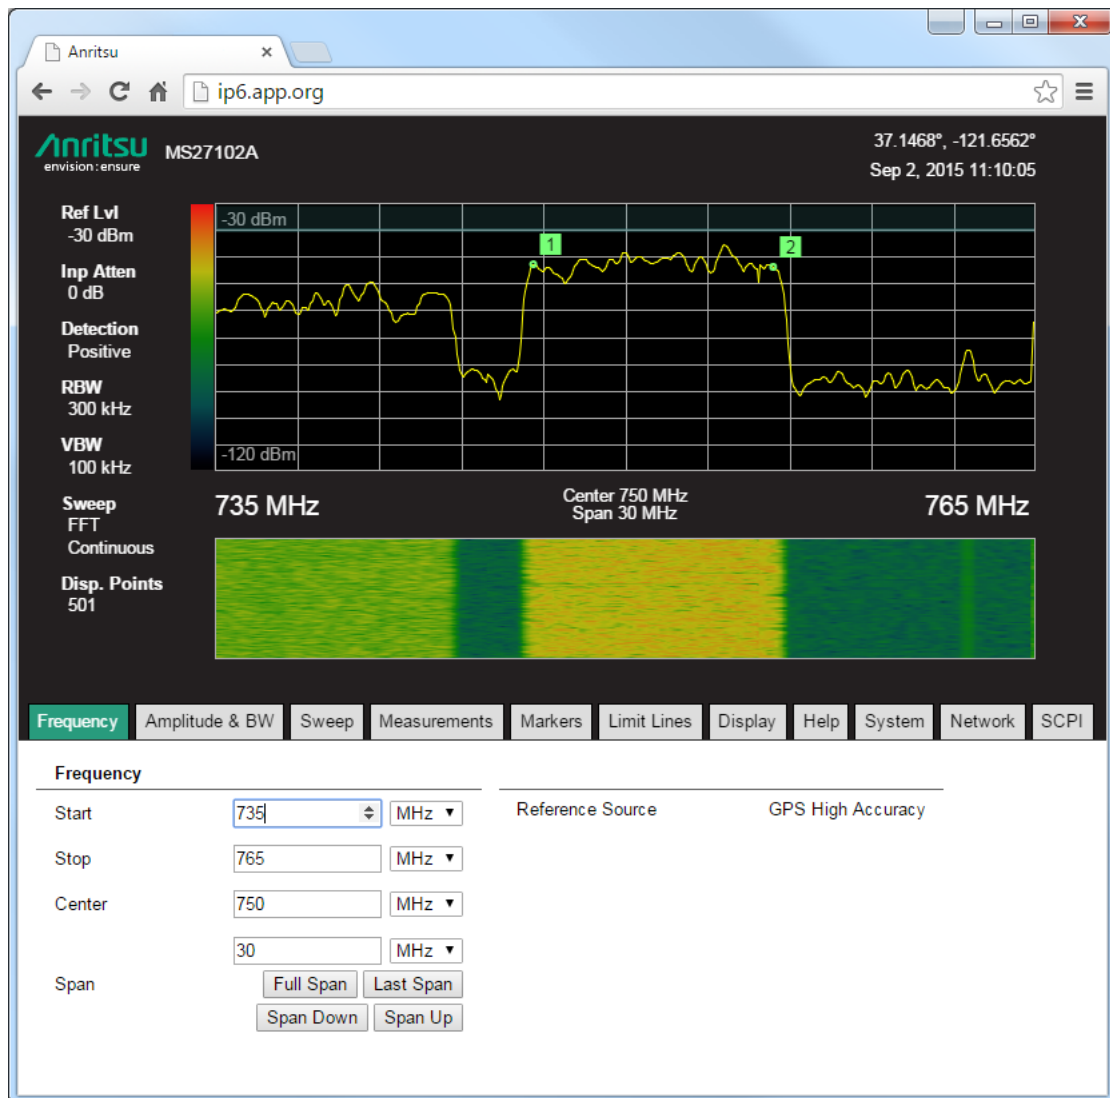 Anritsu
ip6.app.org
Anritsu
envision : ensure
MS27102A
37.1468°, -121.6562°
Sep 2, 2015 11:10:05
Ref Lvl
-30 dBm
Inp Atten
0 dB
Detection
Positive
RBW
300 kHz
VBW
100 kHz
Sweep
FFT
Continuous
Disp. Points
501
-30 dBm
1
2
-120 dBm
735 MHz
Center 750 MHz
Span 30 MHz
765 MHz
Frequency Amplitude & BW Sweep Measurements Markers Limit Lines Display Help System Network SCPI
Frequency
Start 735 MHz
Reference Source GPS High Accuracy
Stop 765 MHz
Center 750 MHz
30 MHz
Span Full Span Last Span
Span Down Span Up